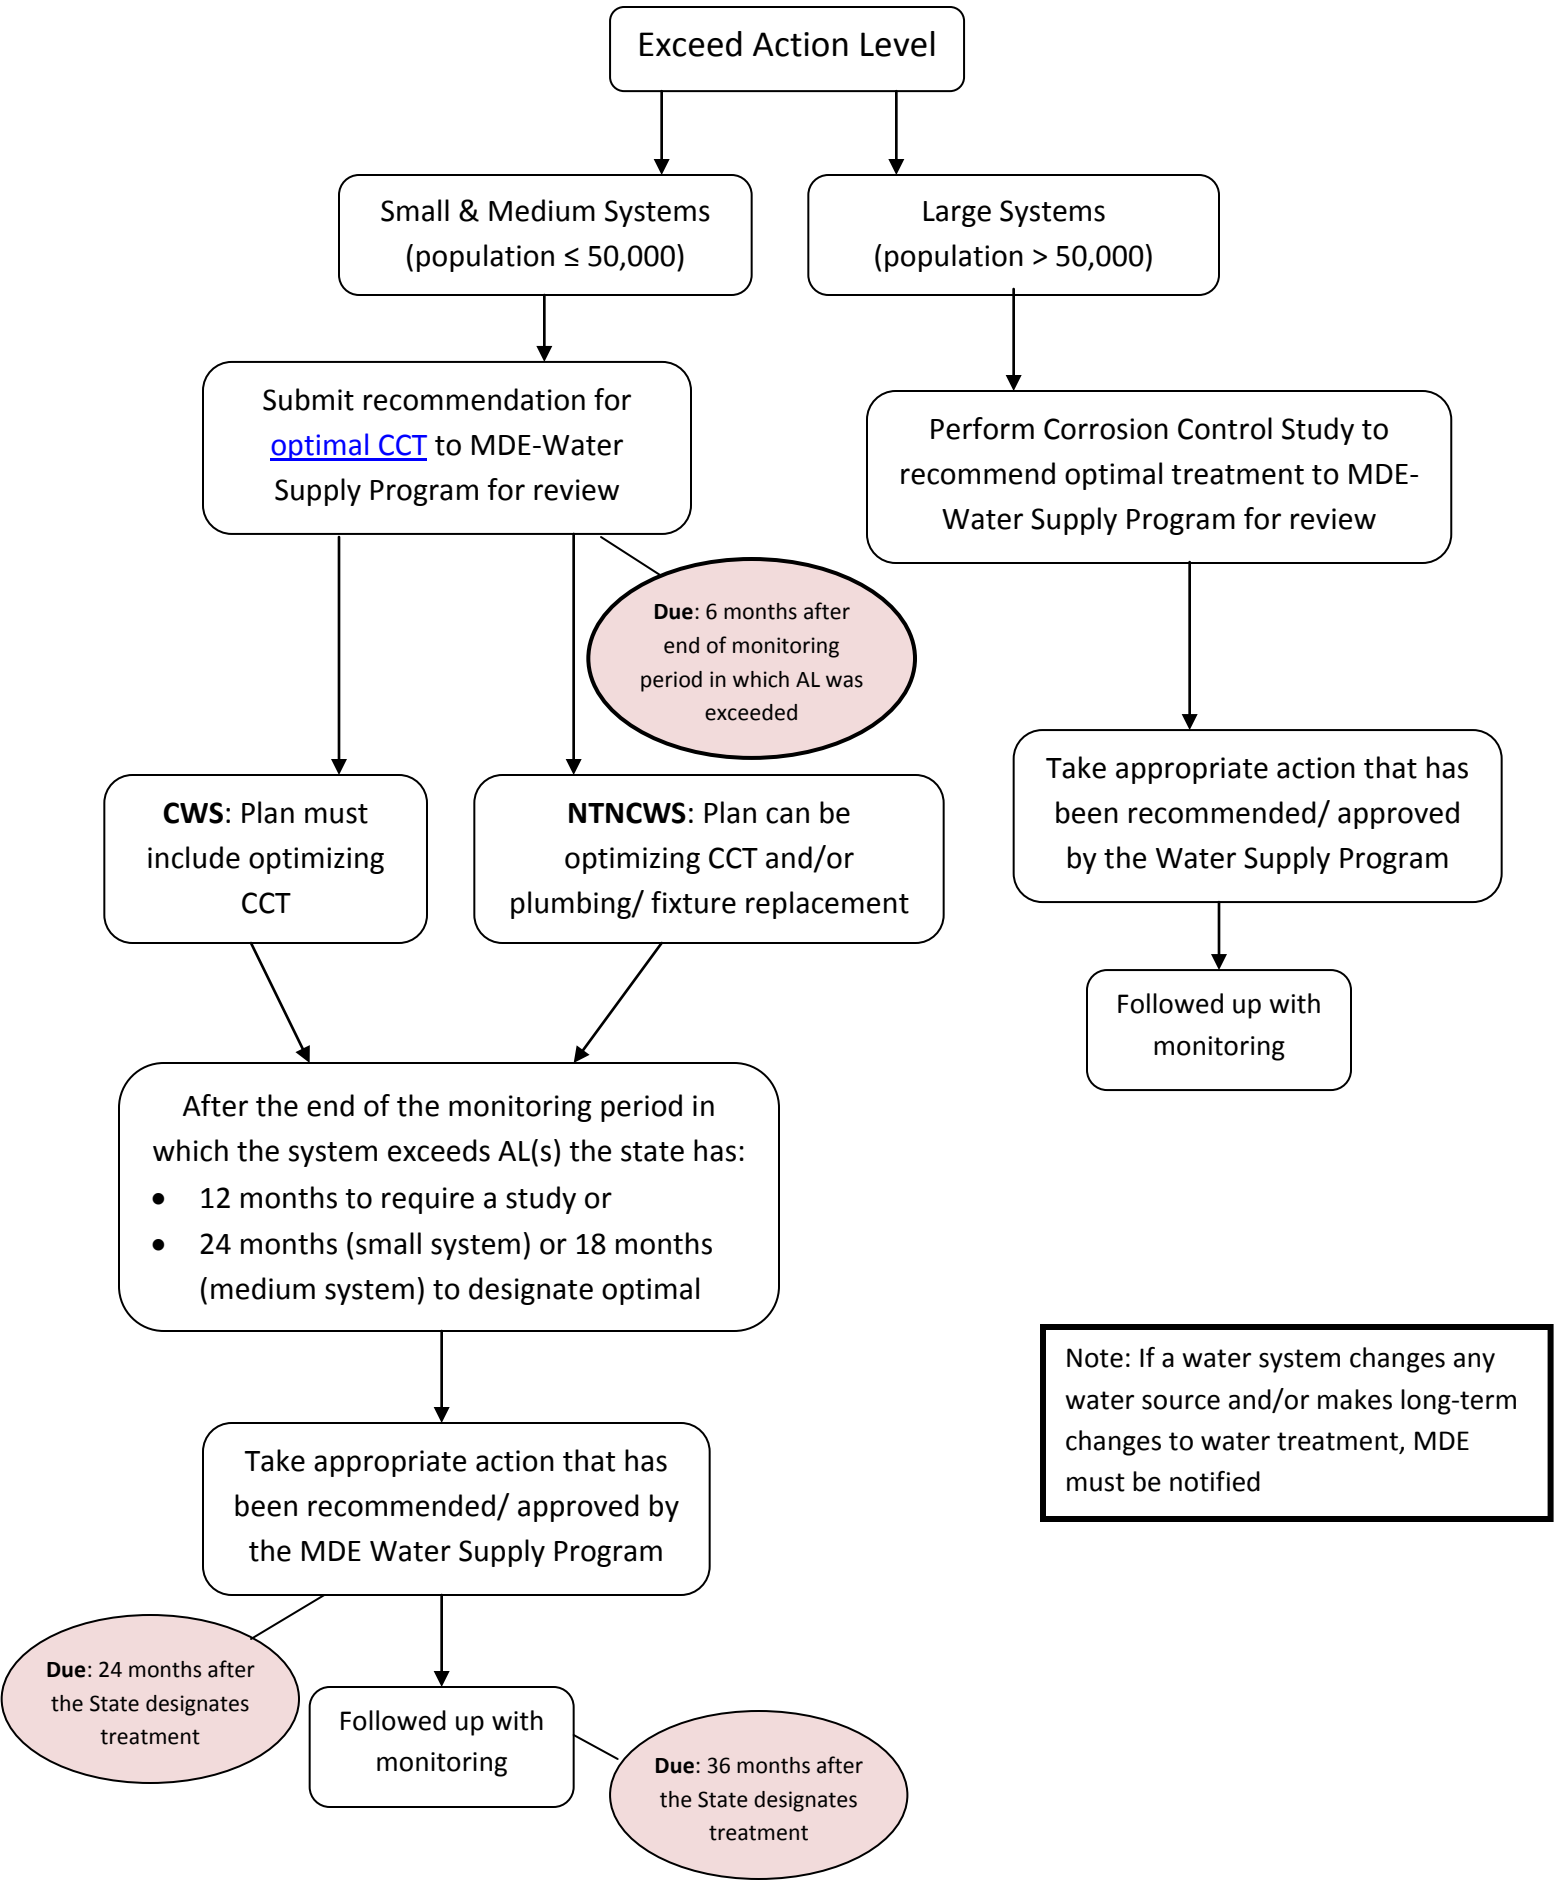 Exceed Action Level
Small & Medium Systems
(population ≤ 50,000)
Large Systems
(population > 50,000)
Submit recommendation for
optimal CCT to MDE-Water
Supply Program for review
Perform Corrosion Control Study to
recommend optimal treatment to MDE-
Water Supply Program for review
Due: 6 months after
end of monitoring
period in which AL was
exceeded
CWS: Plan must
include optimizing
CCT
NTNCWS: Plan can be
optimizing CCT and/or
plumbing/ fixture replacement
Take appropriate action that has
been recommended/ approved
by the Water Supply Program
Followed up with
monitoring
After the end of the monitoring period in
which the system exceeds AL(s) the state has:
• 12 months to require a study or
• 24 months (small system) or 18 months
(medium system) to designate optimal
Note: If a water system changes any
water source and/or makes long-term
changes to water treatment, MDE
must be notified
Take appropriate action that has
been recommended/ approved by
the MDE Water Supply Program
Due: 24 months after
the State designates
treatment
Followed up with
monitoring
Due: 36 months after
the State designates
treatment